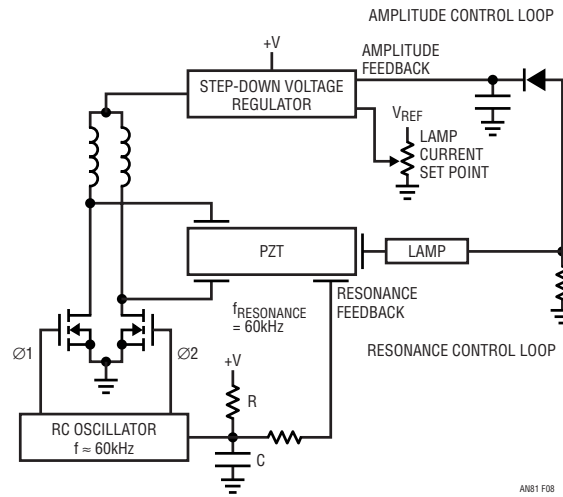 AMPLITUDE CONTROL LOOP
+V
AMPLITUDE
FEEDBACK
STEP-DOWN VOLTAGE
REGULATOR
VREF
LAMP
CURRENT
SET POINT
PZT
LAMP
fRESONANCE
= 60kHz
RESONANCE
FEEDBACK
Ø1
Ø2
RESONANCE CONTROL LOOP
+V
R
RC OSCILLATOR
f ≈ 60kHz
C
AN81 F08